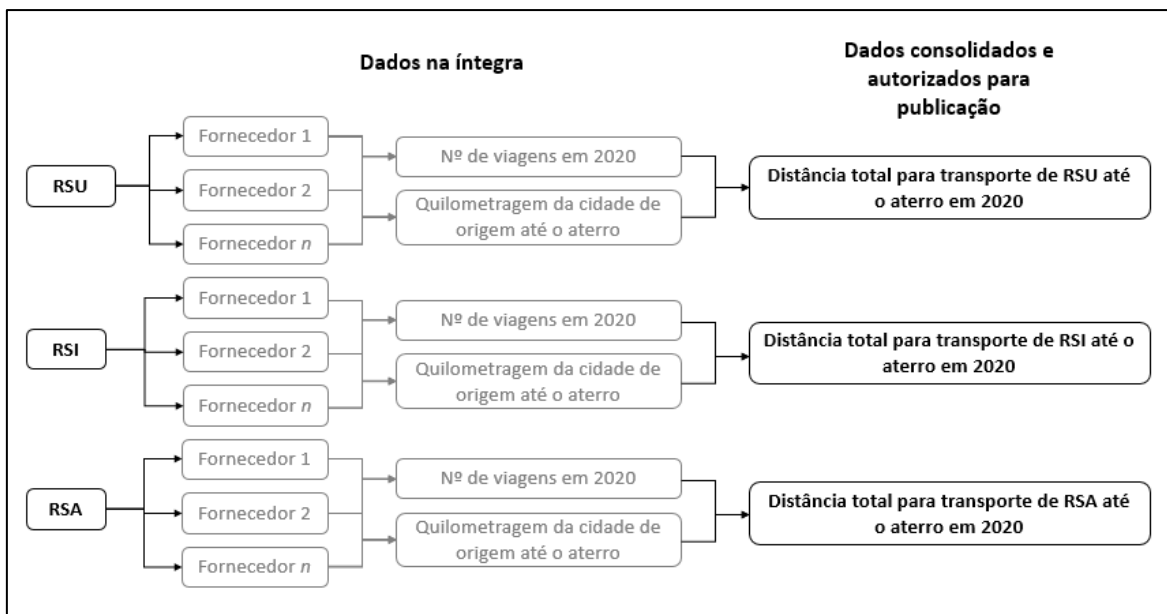 Dados na íntegra
Dados consolidados e
autorizados para
publicação
RSU
Fornecedor 1
Fornecedor 2
Fornecedor n
Nº de viagens em 2020
Quilometragem da cidade de
origem até o aterro
Distância total para transporte de RSU até
o aterro em 2020
RSI
Fornecedor 1
Fornecedor 2
Fornecedor n
Nº de viagens em 2020
Quilometragem da cidade de
origem até o aterro
Distância total para transporte de RSI até o
aterro em 2020
RSA
Fornecedor 1
Fornecedor 2
Fornecedor n
Nº de viagens em 2020
Quilometragem da cidade de
origem até o aterro
Distância total para transporte de RSA até
o aterro em 2020